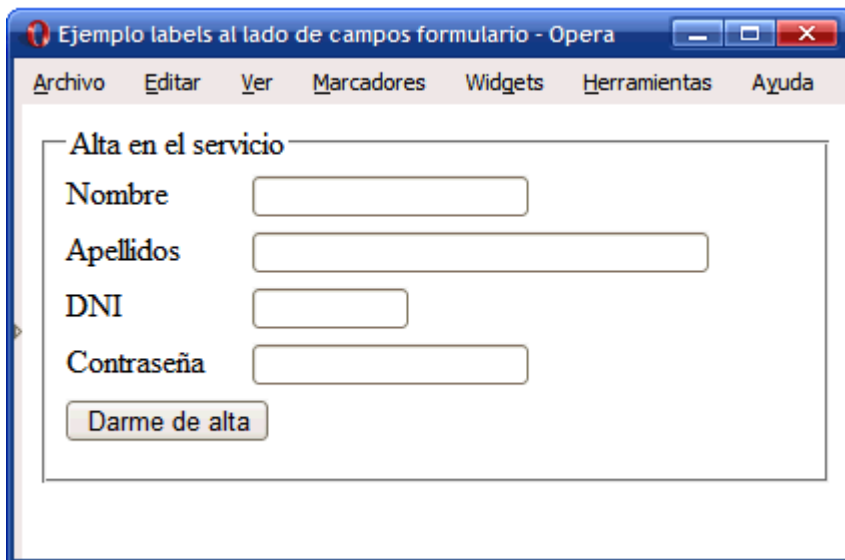 Ejemplo labels al lado de campos formulario - Opera
Archivo Editar Ver Marcadores Widgets Herramientas Ayuda
Alta en el servicio
Nombre
Apellidos
DNI
Contraseña
Darme de alta